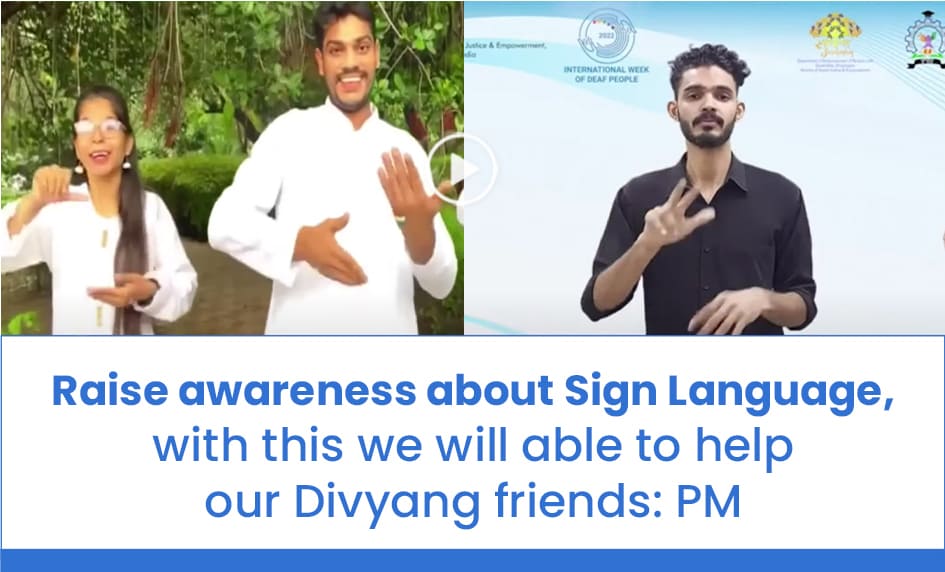 Justice & Empowerment,
dia
2022
INTERNATIONAL WEEK
OF DEAF PEOPLE
Raise awareness about Sign Language,
with this we will able to help
our Divyang friends: PM